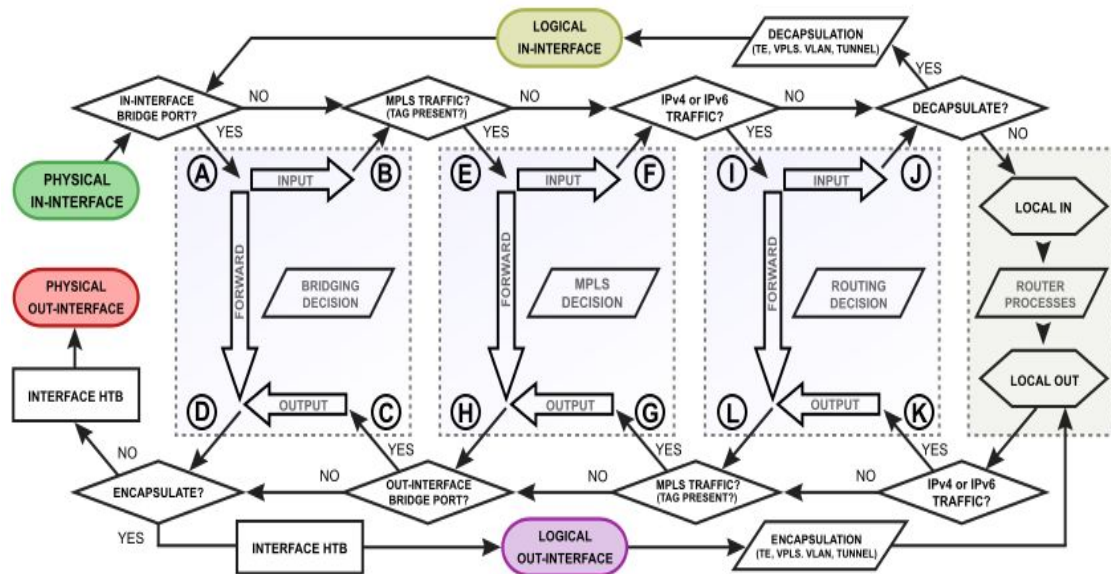 LOGICAL
IN-INTERFACE
DECAPSULATION
(TE, VPLS. VLAN, TUNNEL)
YES
IN-INTERFACE
BRIDGE PORT?
NO
MPLS TRAFFIC?
(TAG PRESENT?)
NO
IPv4 or IPv6
TRAFFIC?
NO
DECAPSULATE?
YES
YES
YES
NO
PHYSICAL
IN-INTERFACE
A
INPUT
B
E
INPUT
F
I
INPUT
J
LOCAL IN
FORWARD
BRIDGING
DECISION
FORWARD
MPLS
DECISION
FORWARD
ROUTING
DECISION
ROUTER
PROCESSES
PHYSICAL
OUT-INTERFACE
INTERFACE HTB
D
OUTPUT
C
H
OUTPUT
G
L
OUTPUT
K
LOCAL OUT
NO
YES
YES
YES
ENCAPSULATE?
NO
OUT-INTERFACE
BRIDGE PORT?
NO
MPLS TRAFFIC?
(TAG PRESENT?)
NO
IPv4 or IPv6
TRAFFIC?
YES
INTERFACE HTB
LOGICAL
OUT-INTERFACE
ENCAPSULATION
(TE, VPLS. VLAN, TUNNEL)